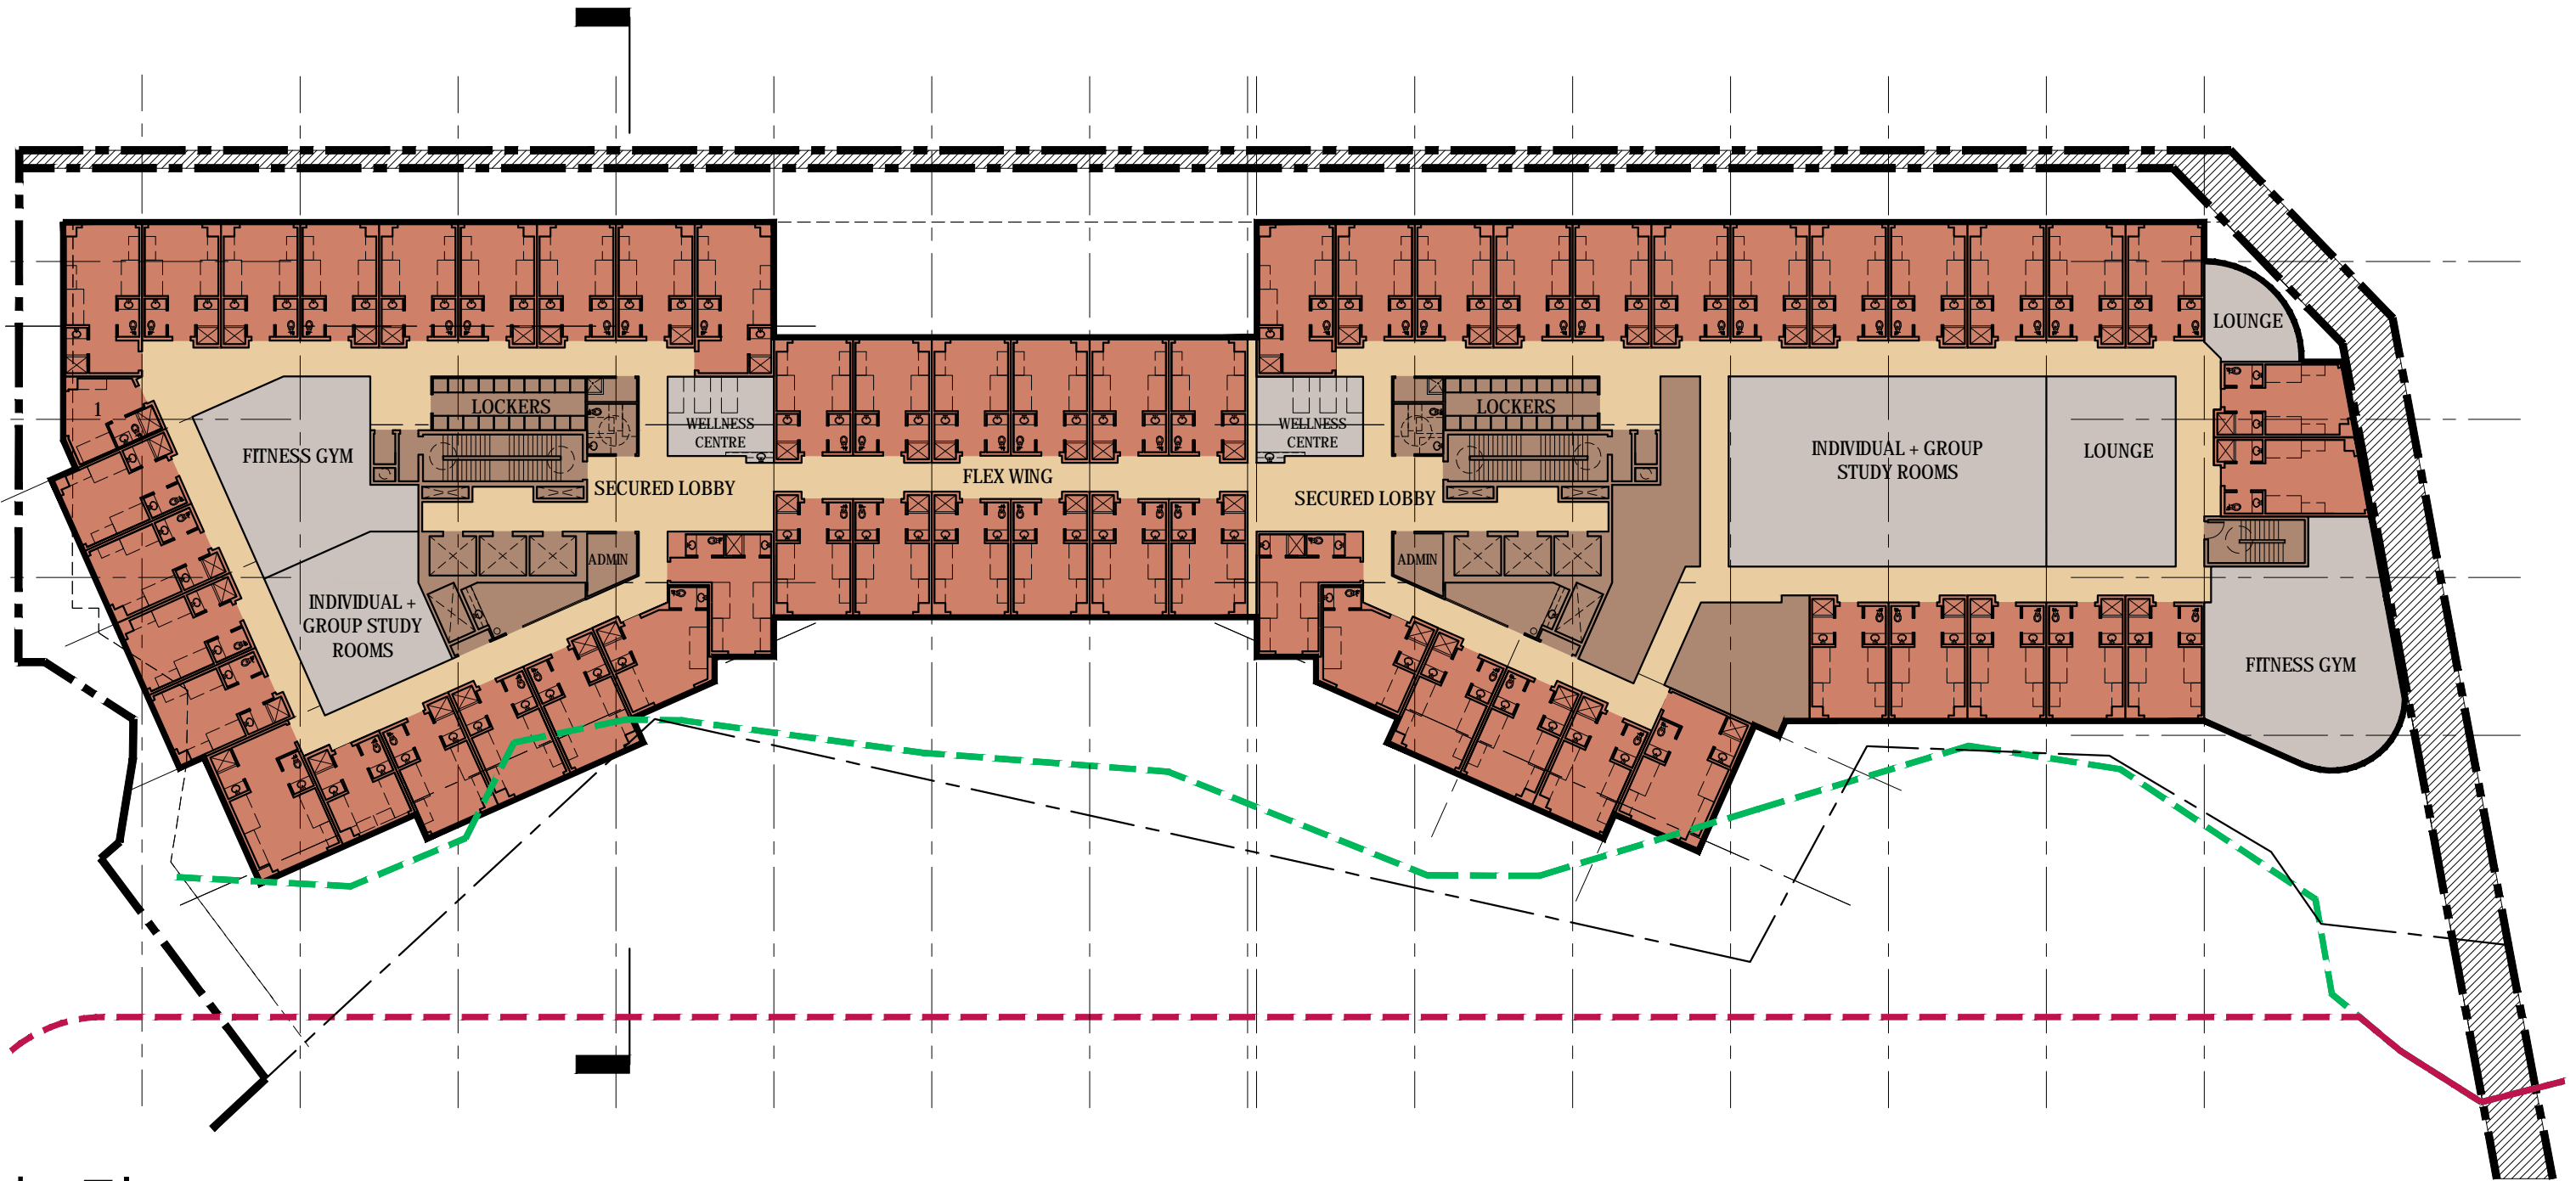 LOUNGE
1
LOCKERS
LOCKERS
WELLNESS
CENTRE
WELLNESS
CENTRE
FITNESS GYM
INDIVIDUAL + GROUP
STUDY ROOMS
LOUNGE
SECURED LOBBY
FLEX WING
SECURED LOBBY
ADMIN
ADMIN
INDIVIDUAL +
GROUP STUDY
ROOMS
FITNESS GYM